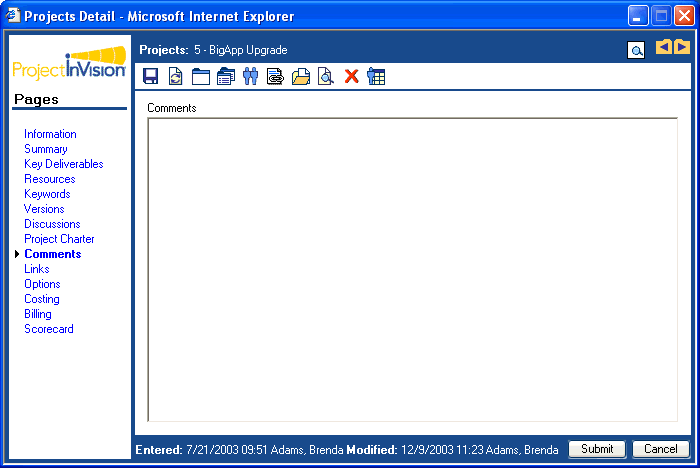 Projects Detail - Microsoft Internet Explorer
ProjectinVision
Projects: 5 - BigApp Upgrade
Pages
Information
Summary
Key Deliverables
Resources
Keywords
Versions
Discussions
Project Charter
Comments
Links
Options
Costing
Billing
Scorecard
Comments
Entered: 7/21/2003 09:51 Adams, Brenda Modified: 12/9/2003 11:23 Adams, Brenda
Submit
Cancel